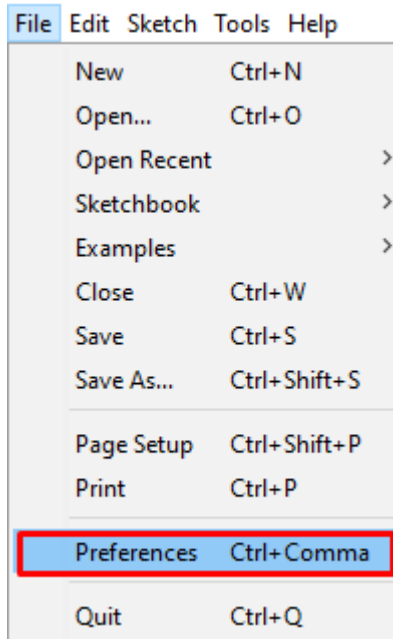 File Edit Sketch Tools Help
New Ctrl+N
Open... Ctrl+O
Open Recent
Sketchbook
Examples
Close Ctrl+W
Save Ctrl+S
Save As... Ctrl+Shift+S
Page Setup Ctrl+Shift+P
Print Ctrl+P
Preferences Ctrl+Comma
Quit Ctrl+Q